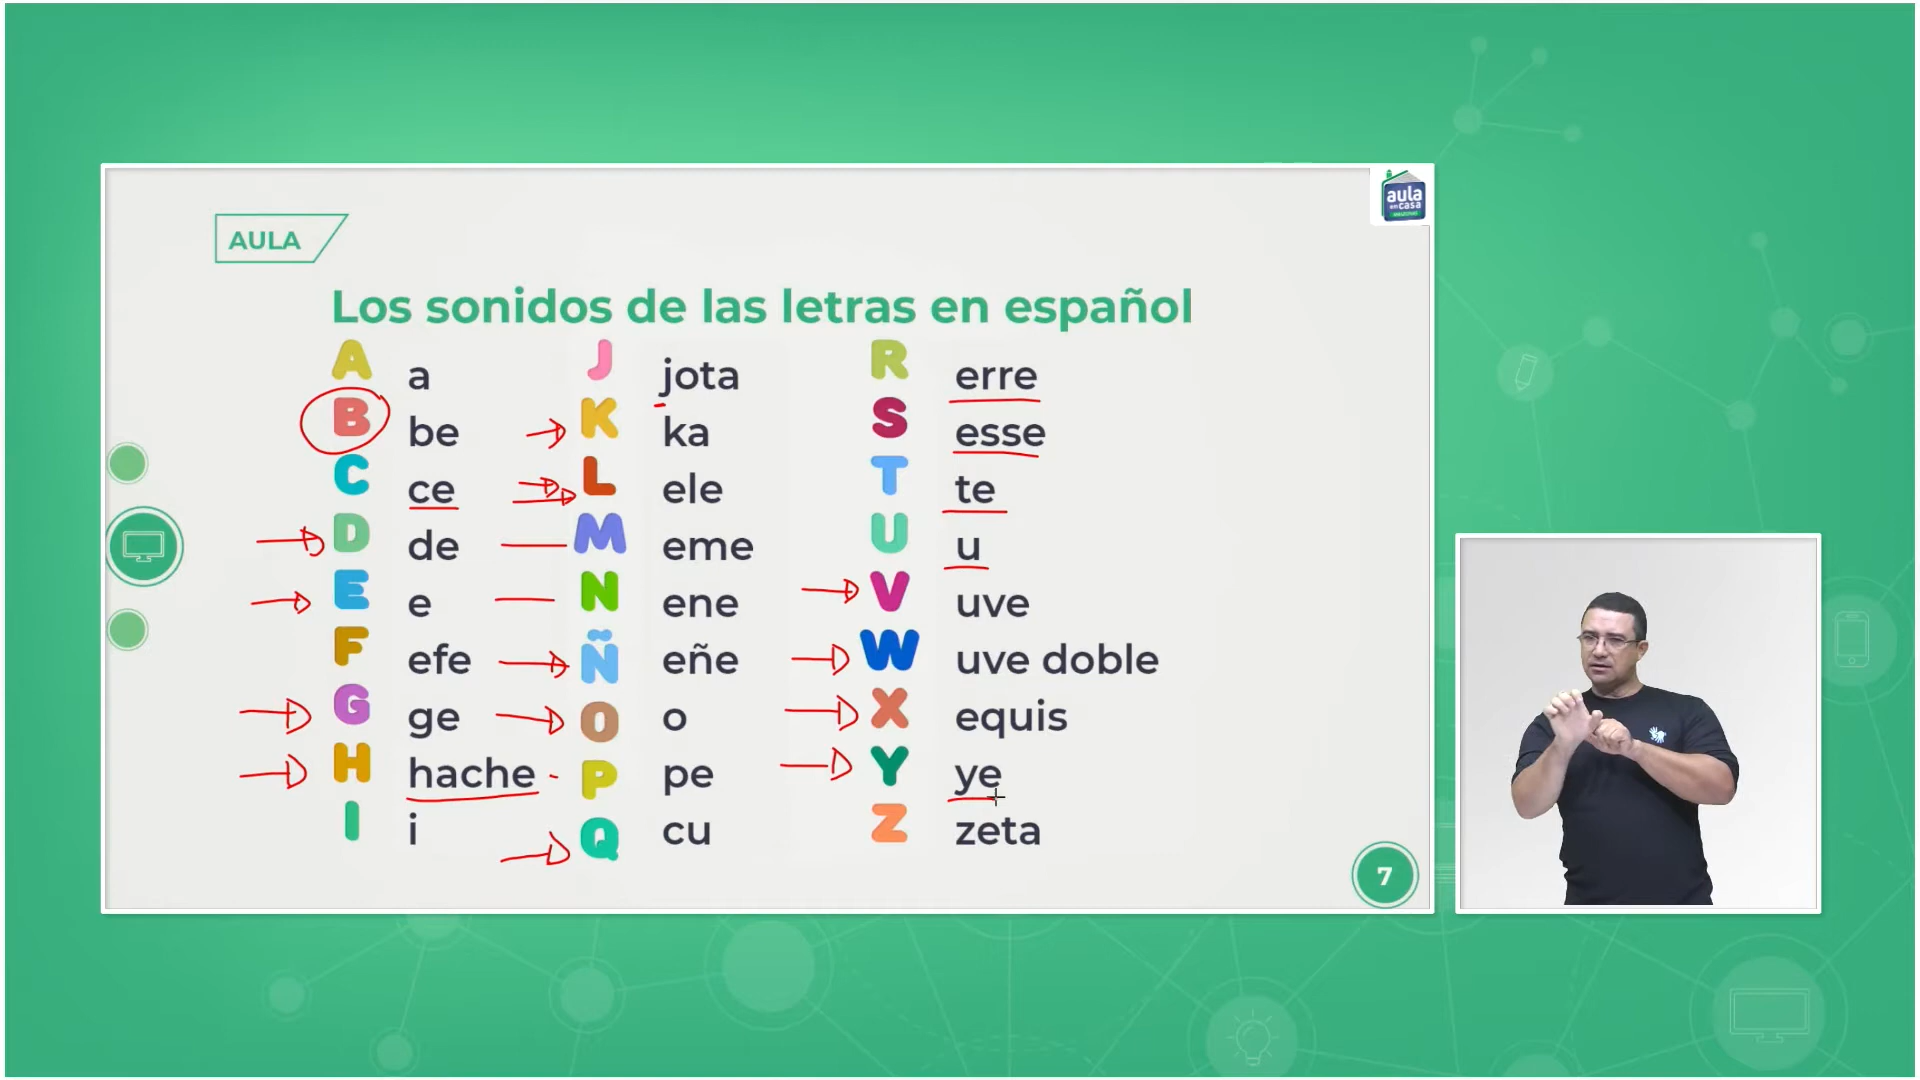 aula
em casa
AULA
Los sonidos de las letras en español
A a
B be
C ce
D de
E e
F efe
G ge
H hache
I i
J jota
K ka
L ele
M eme
N ene
Ñ eñe
O o
P pe
Q cu
R erre
S esse
T te
U u
V uve
W uve doble
X equis
Y ye
Z zeta
7